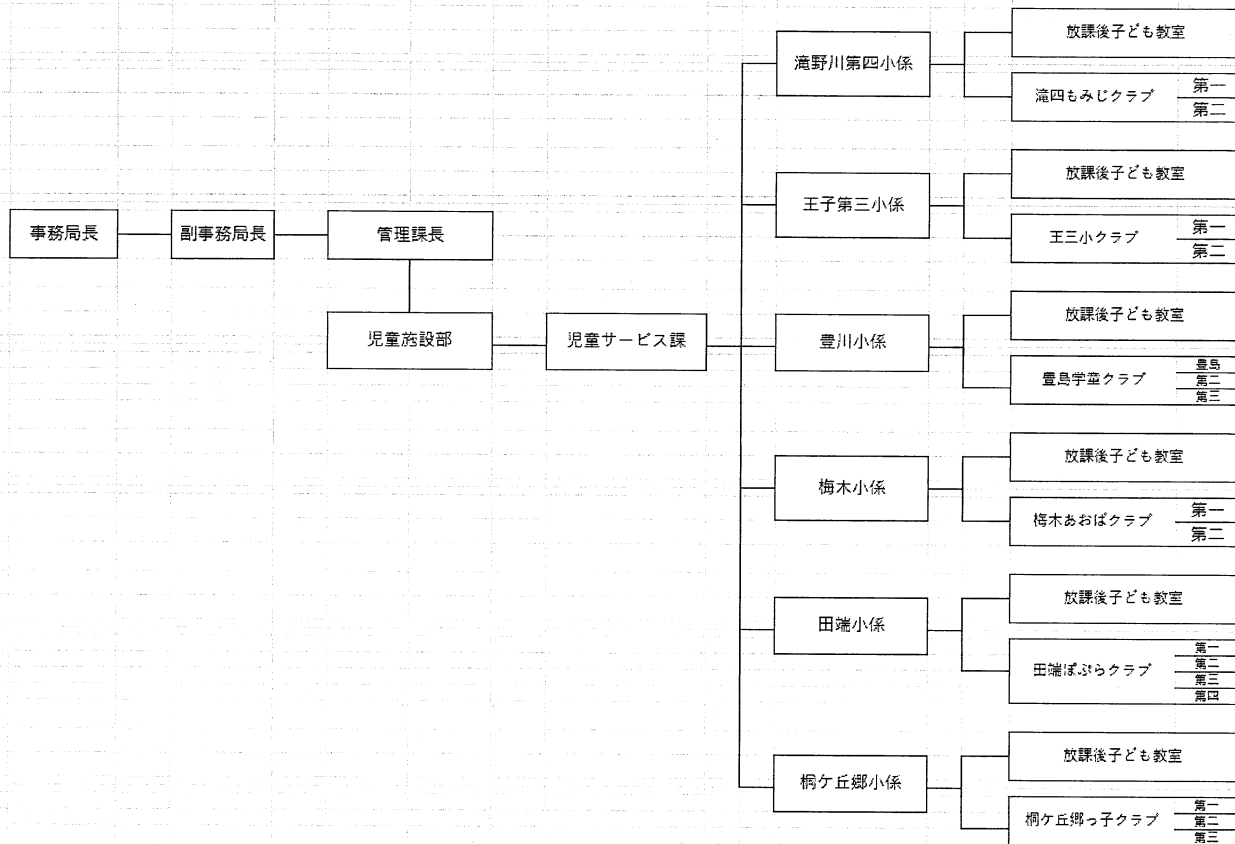 事務局長
副事務局長
管理課長
児童施設部
児童サービス課
滝野川第四小係
放課後子ども教室
滝四もみじクラブ
第一
第二
王子第三小係
放課後子ども教室
王三小クラブ
第一
第二
豊川小係
放課後子ども教室
豊島学童クラブ
豊島
第二
第三
梅木小係
放課後子ども教室
梅木あおばクラブ
第一
第二
田端小係
放課後子ども教室
田端ぽぷらクラブ
第一
第二
第三
第四
桐ケ丘郷小係
放課後子ども教室
桐ケ丘郷っ子クラブ
第一
第二
第三